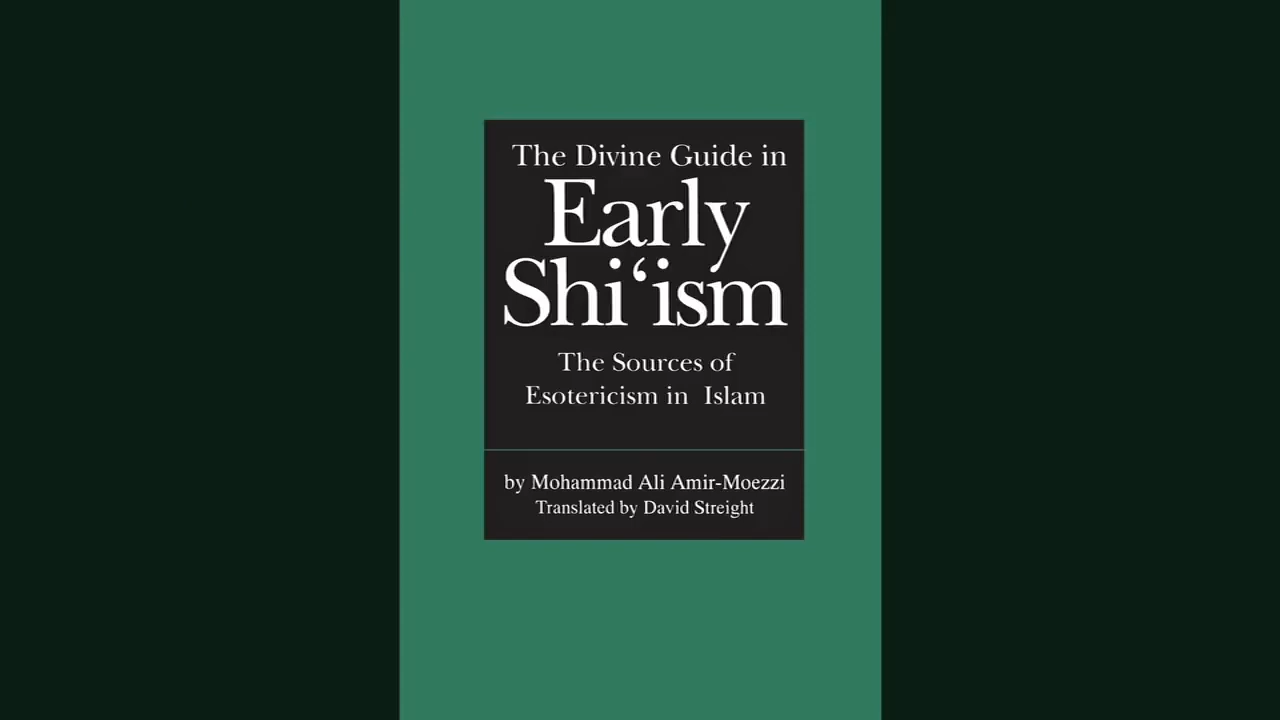 The Divine Guide in
Early
Shi‘ism
The Sources of
Esotericism in Islam
by Mohammad Ali Amir-Moezzi
Translated by David Streight